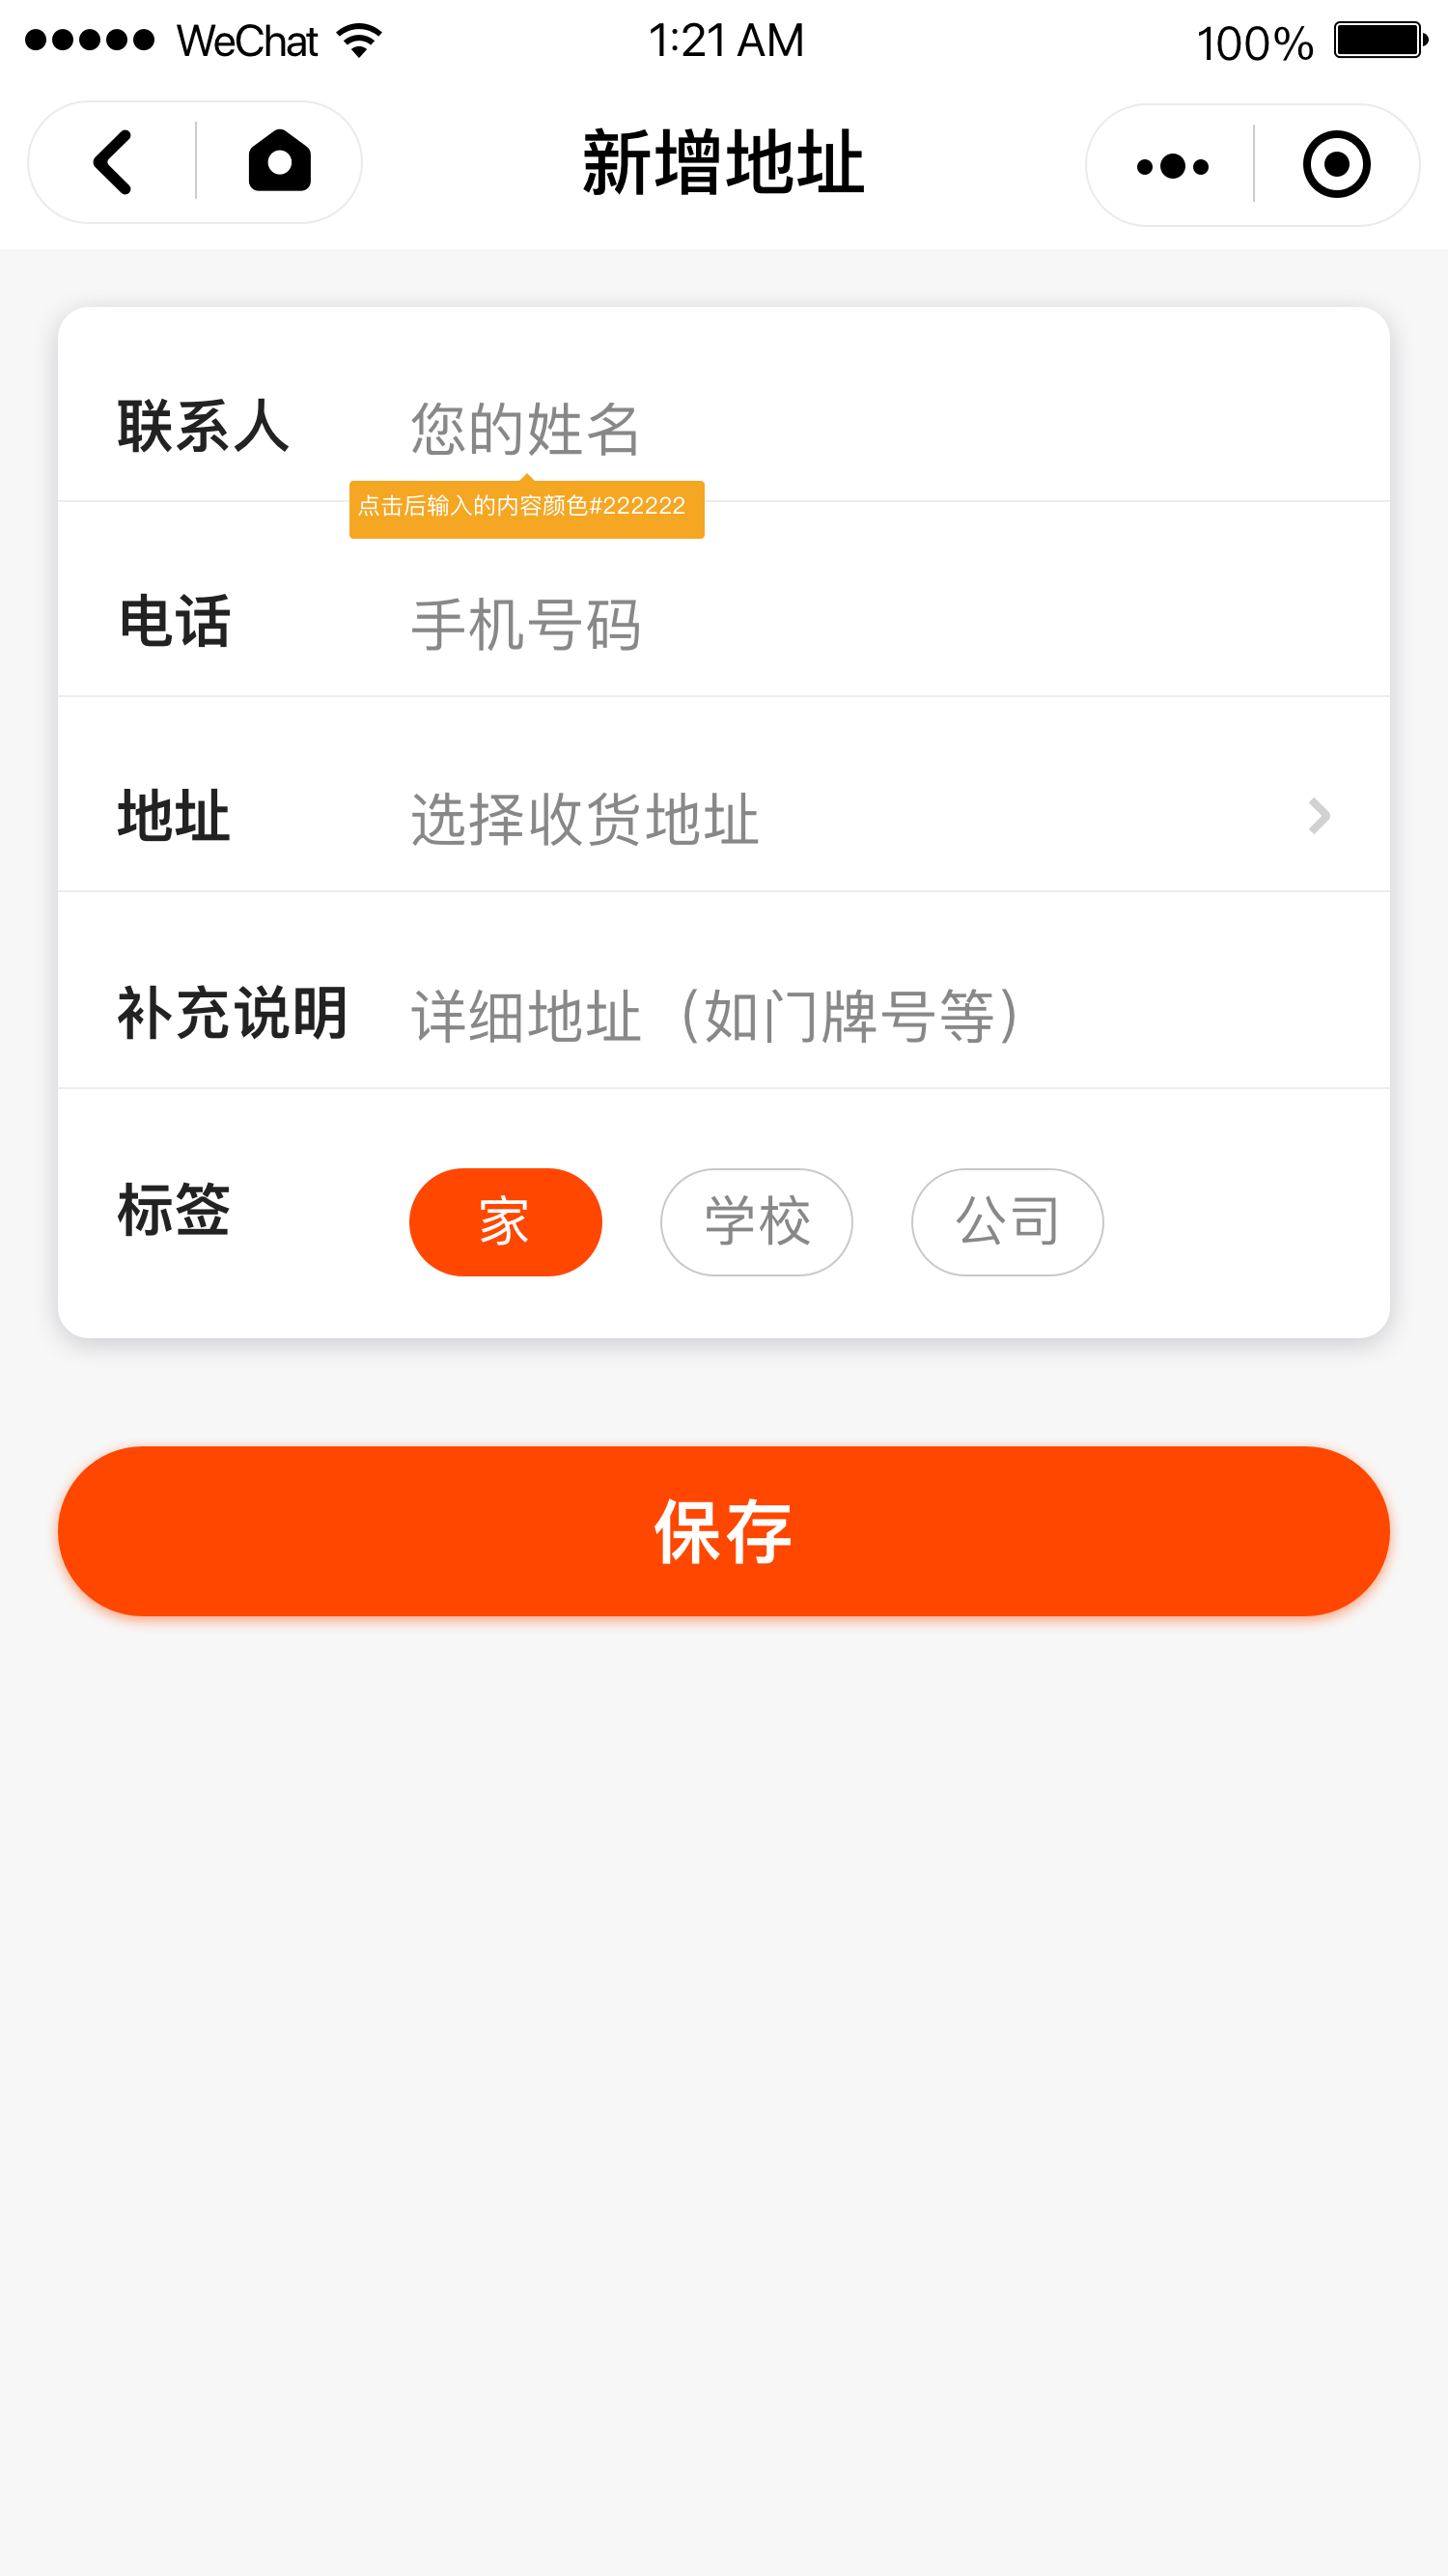 WeChat 1:21 AM 100%
新增地址
联系人 您的姓名
点击后输入的内容颜色#222222
电话 手机号码
地址 选择收货地址
补充说明 详细地址（如门牌号等）
标签 家 学校 公司
保存